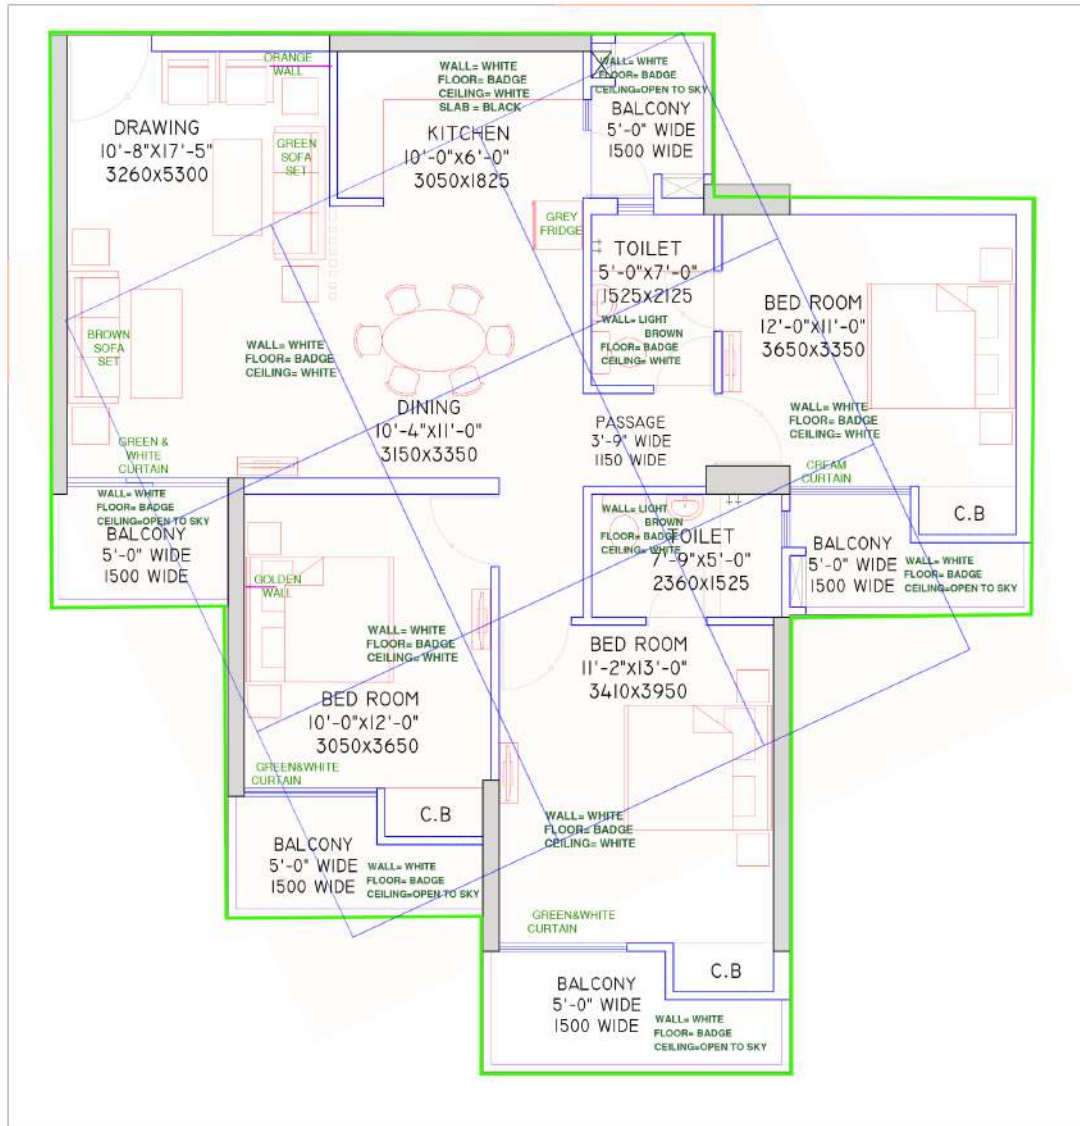 ORANGE
WALL
WALL= WHITE
FLOOR= BADGE
CEILING= WHITE
SLAB = BLACK
WALL= WHITE
FLOOR= BADGE
CEILING=OPEN TO SKY
BALCONY
5'-0" WIDE
1500 WIDE
DRAWING
10'-8"X17'-5"
3260x5300
GREEN
SOFA
SET
KITCHEN
10'-0"x6'-0"
3050x1825
GREY
FRIDGE
TOILET
5'-0"x7'-0"
1525x2125
WALL= LIGHT
BROWN
FLOOR= BADGE
CEILING= WHITE
BED ROOM
12'-0"x11'-0"
3650x3350
BROWN
SOFA
SET
WALL= WHITE
FLOOR= BADGE
CEILING= WHITE
DINING
10'-4"x11'-0"
3150x3350
PASSAGE
3'-9" WIDE
1150 WIDE
WALL= WHITE
FLOOR= BADGE
CEILING= WHITE
GREEN &
WHITE
CURTAIN
CREAM
CURTAIN
WALL= WHITE
FLOOR= BADGE
CEILING=OPEN TO SKY
BALCONY
5'-0" WIDE
1500 WIDE
WALL= LIGHT
BROWN
FLOOR= BADGE
CEILING= WHITE
TOILET
7'-9"x5'-0"
2360x1525
C.B
BALCONY
5'-0" WIDE
1500 WIDE
WALL= WHITE
FLOOR= BADGE
CEILING=OPEN TO SKY
GOLDEN
WALL
WALL= WHITE
FLOOR= BADGE
CEILING= WHITE
BED ROOM
10'-0"x12'-0"
3050x3650
BED ROOM
11'-2"x13'-0"
3410x3950
GREEN&WHITE
CURTAIN
C.B
WALL= WHITE
FLOOR= BADGE
CEILING= WHITE
BALCONY
5'-0" WIDE
1500 WIDE
WALL= WHITE
FLOOR= BADGE
CEILING=OPEN TO SKY
GREEN&WHITE
CURTAIN
C.B
BALCONY
5'-0" WIDE
1500 WIDE
WALL= WHITE
FLOOR= BADGE
CEILING=OPEN TO SKY